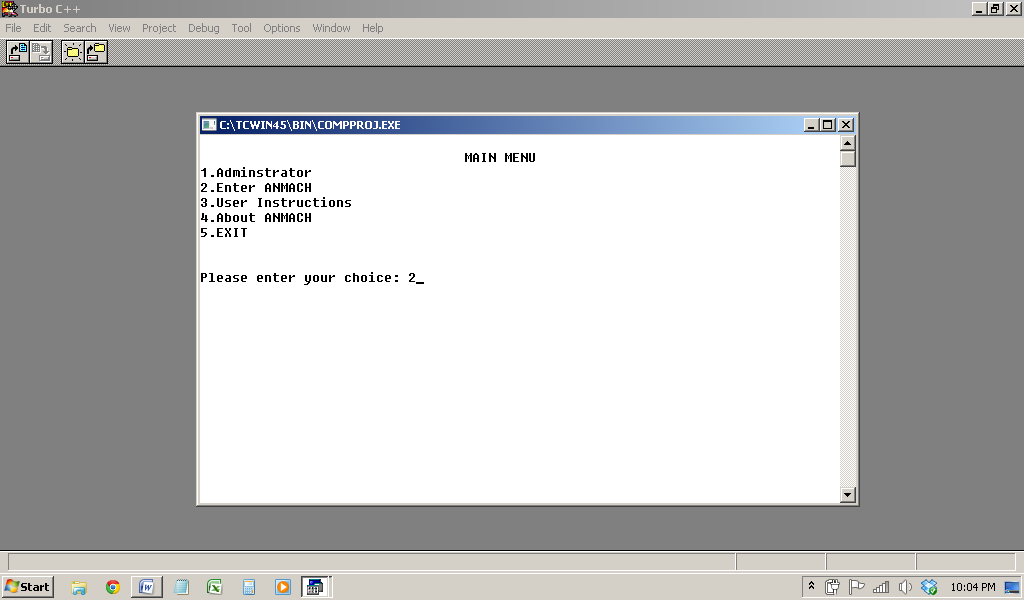 Turbo C++
File Edit Search View Project Debug Tool Options Window Help
C:\TCWIN45\BIN\COMPPROJ.EXE
MAIN MENU
1.Adminstrator
2.Enter ANMACH
3.User Instructions
4.About ANMACH
5.EXIT
Please enter your choice: 2_
Start
10:04 PM